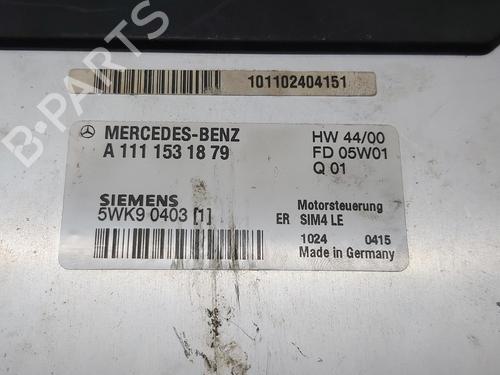 B-PARTS
101102404151
MERCEDES-BENZ
A 111 153 18 79
HW 44/00
FD 05W01
Q 01
SIEMENS
5WK9 0403 [1]
Motorsteuerung
ER SIM4 LE
1024 0415
Made in Germany